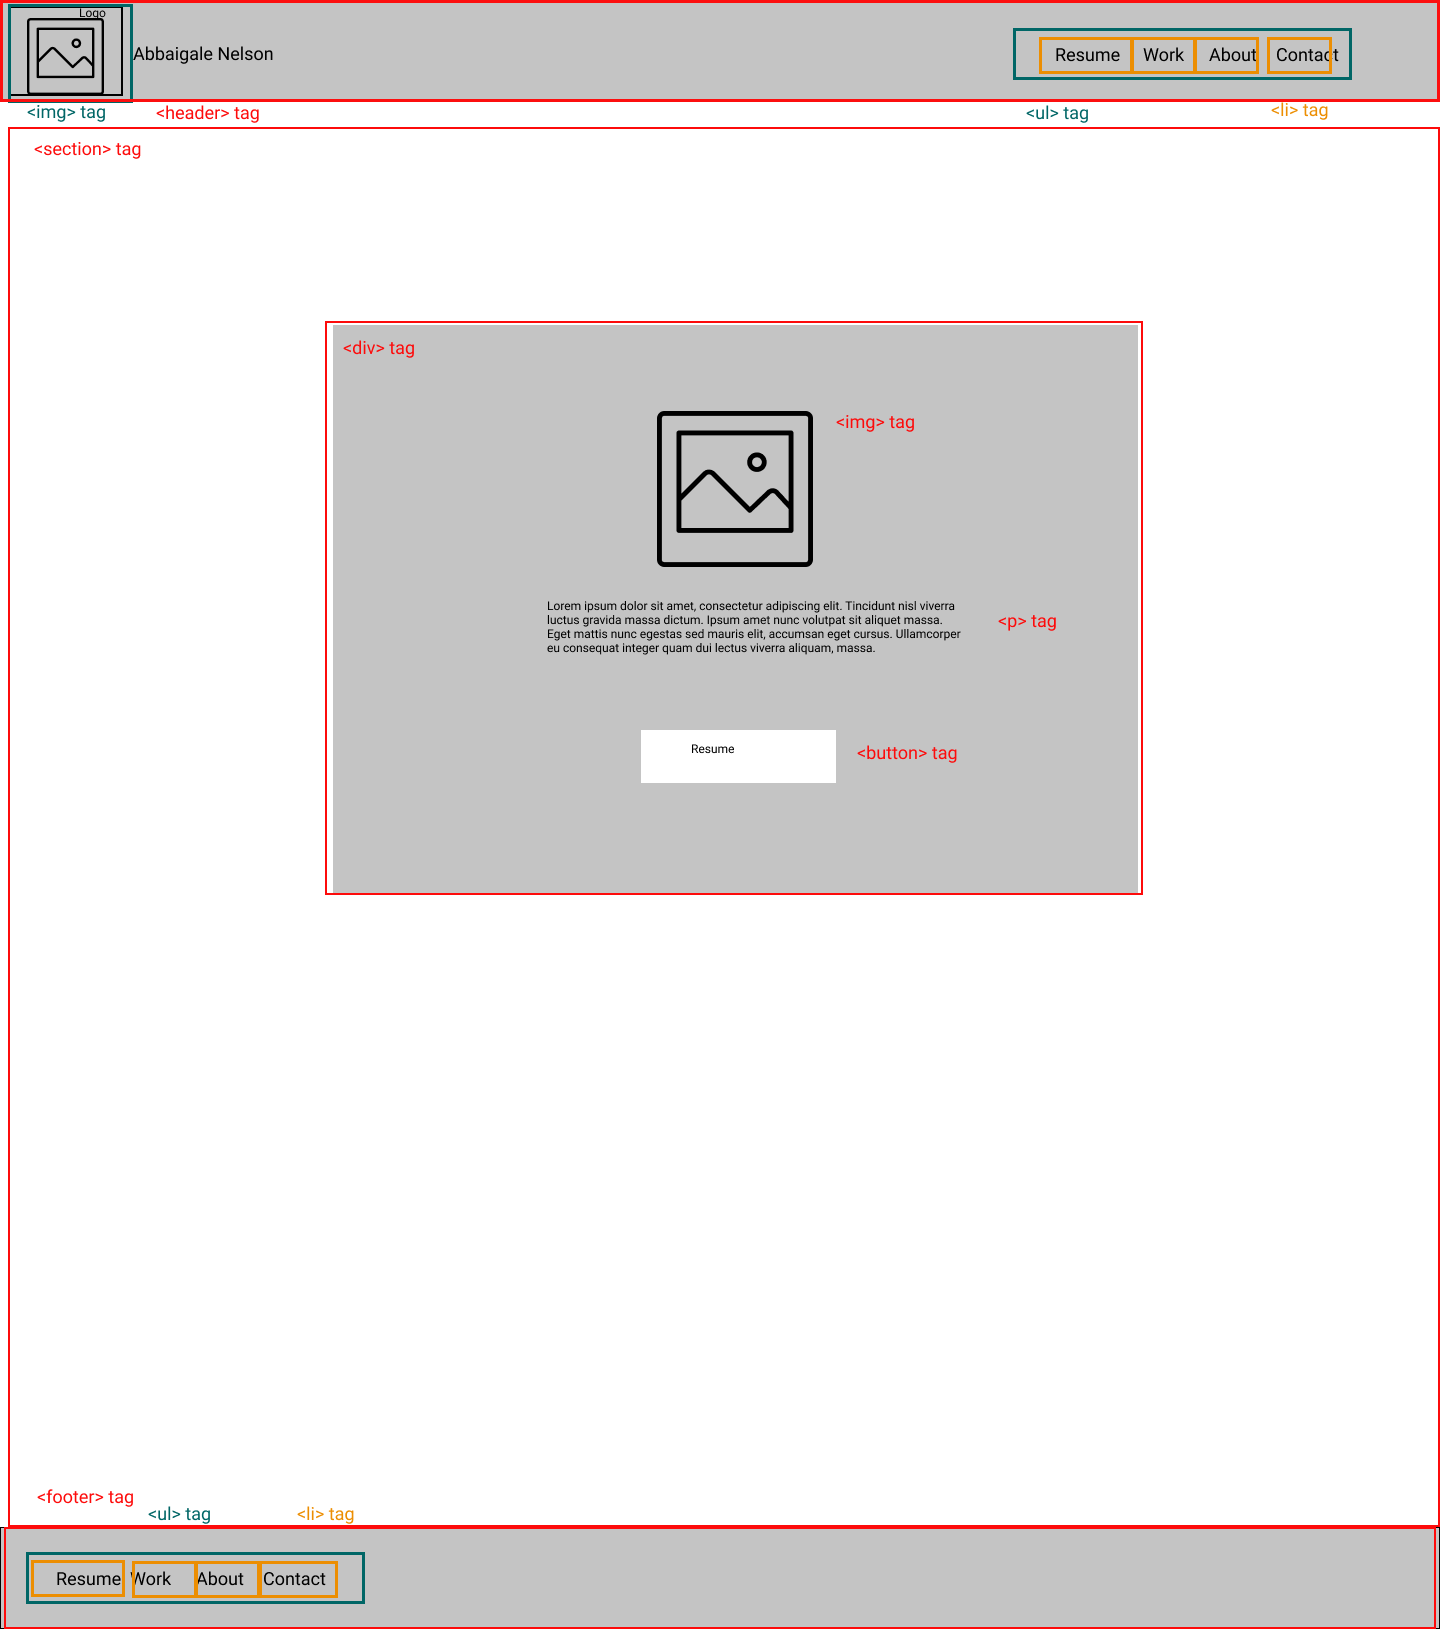 Logo
Abbaigale Nelson
Resume Work About Contact
<img> tag <header> tag <ul> tag <li> tag
<section> tag
<div> tag
<img> tag
Lorem ipsum dolor sit amet, consectetur adipiscing elit. Tincidunt nisl viverra
luctus gravida massa dictum. Ipsum amet nunc volutpat sit aliquet massa.
Eget mattis nunc egestas sed mauris elit, accumsan eget cursus. Ullamcorper
eu consequat integer quam dui lectus viverra aliquam, massa.
<p> tag
Resume
<button> tag
<footer> tag
<ul> tag <li> tag
Resume Work About Contact